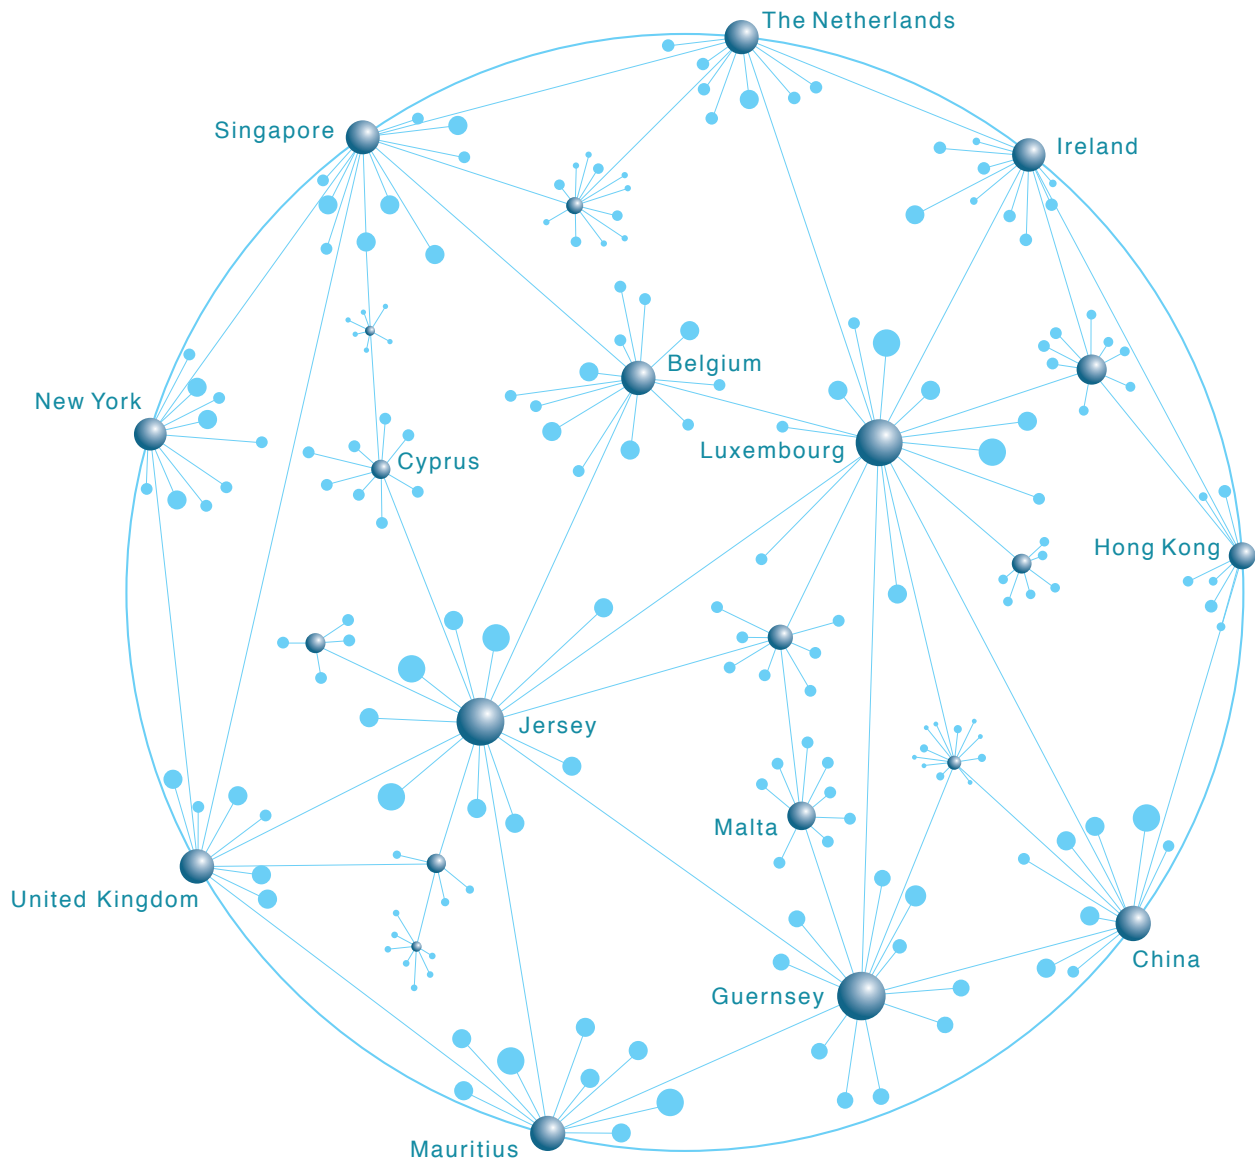 The Netherlands
Singapore
Ireland
Belgium
New York
Luxembourg
Cyprus
Hong Kong
Jersey
Malta
United Kingdom
China
Guernsey
Mauritius